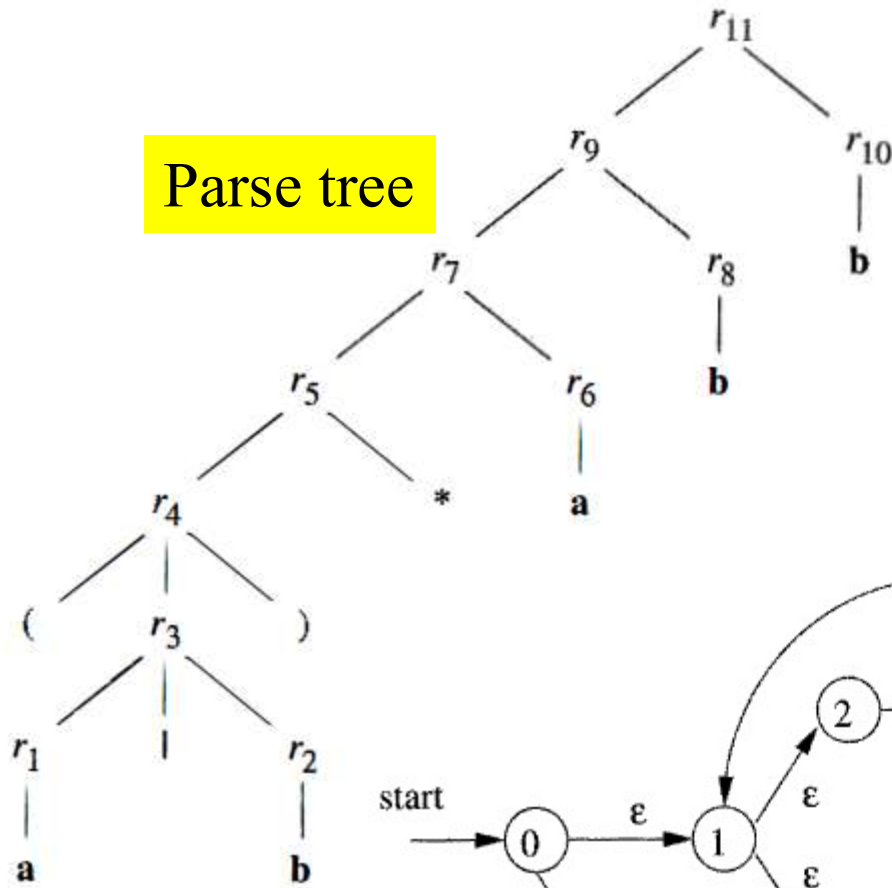 r11
r9 r10
Parse tree
r7 r8 b
r5 r6 b
r4 * a
( r3 )
r1 | r2 2
start ε ε
0 1
a b ε